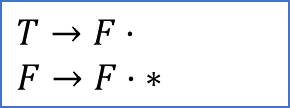 T → F ·
F → F · *